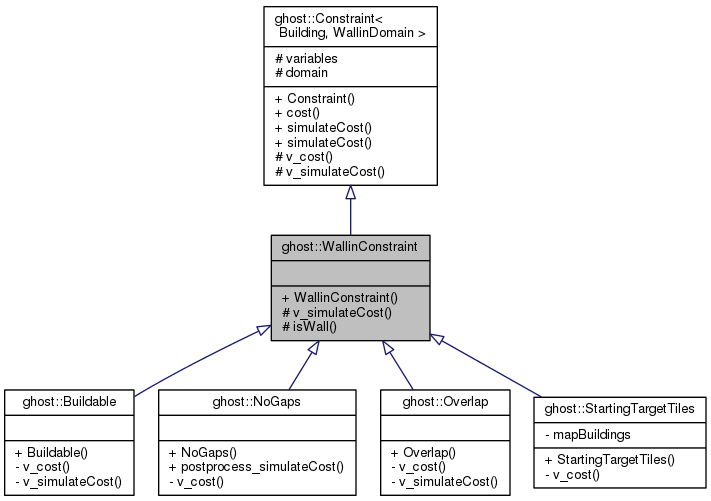 ghost::Constraint<
Building, WallinDomain >
# variables
# domain
+ Constraint()
+ cost()
+ simulateCost()
+ simulateCost()
# v_cost()
# v_simulateCost()
ghost::WallinConstraint
+ WallinConstraint()
# v_simulateCost()
# isWall()
ghost::Buildable
+ Buildable()
- v_cost()
- v_simulateCost()
ghost::NoGaps
+ NoGaps()
+ postprocess_simulateCost()
- v_cost()
ghost::Overlap
+ Overlap()
- v_cost()
- v_simulateCost()
ghost::StartingTargetTiles
- mapBuildings
+ StartingTargetTiles()
- v_cost()